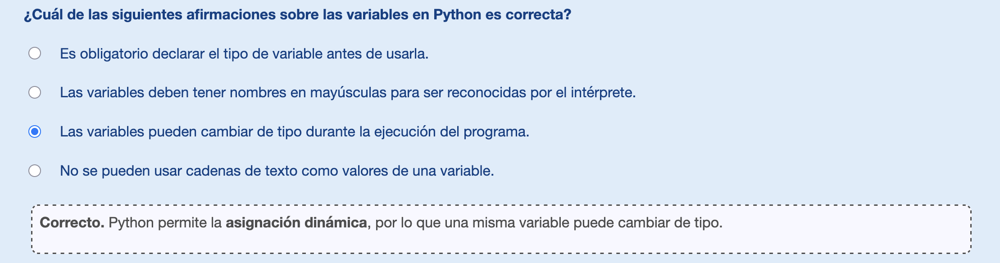 ¿Cuál de las siguientes afirmaciones sobre las variables en Python es correcta?
Es obligatorio declarar el tipo de variable antes de usarla.
Las variables deben tener nombres en mayúsculas para ser reconocidas por el intérprete.
Las variables pueden cambiar de tipo durante la ejecución del programa.
No se pueden usar cadenas de texto como valores de una variable.
Correcto. Python permite la asignación dinámica, por lo que una misma variable puede cambiar de tipo.